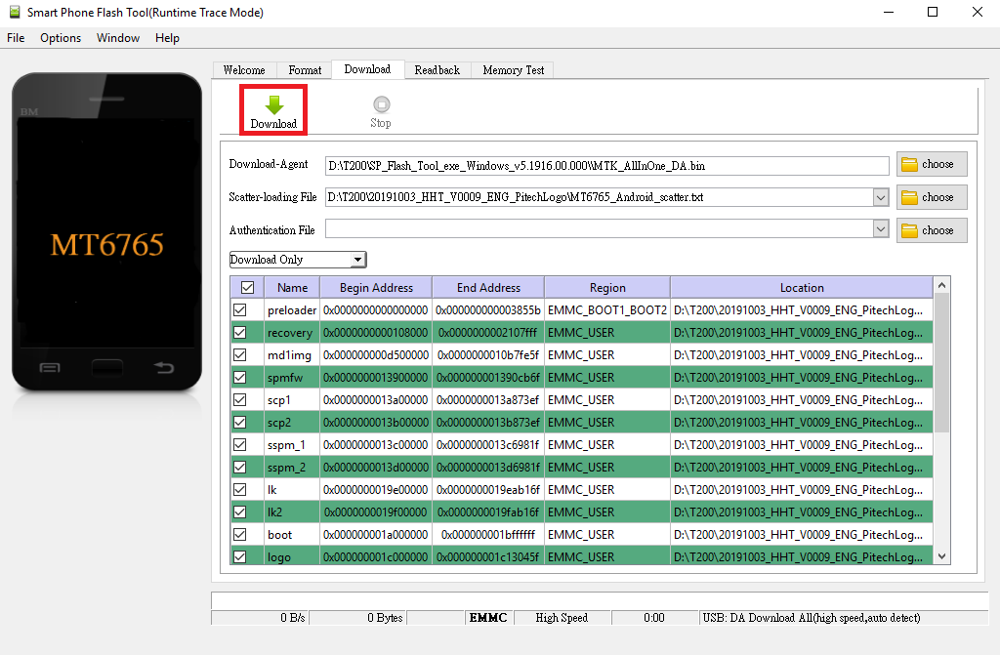 Smart Phone Flash Tool(Runtime Trace Mode)
File Options Window Help
BM
MT6765
Welcome Format Download Readback Memory Test
Download Stop
Download-Agent D:\T200\SP_Flash_Tool_exe_Windows_v5.1916.00.000\\MTK_AllInOne_DA.bin choose
Scatter-loading File D:\T200\20191003_HHT_V0009_ENG_PitechLogo\MT6765_Android_scatter.txt choose
Authentication File choose
Download Only
Name Begin Address End Address Region Location
preloader 0x0000000000000000 0x000000000003855b EMMC_BOOT1_BOOT2 D:\T200\20191003_HHT_V0009_ENG_PitechLog...
recovery 0x0000000000108000 0x0000000002107fff EMMC_USER D:\T200\20191003_HHT_V0009_ENG_PitechLog...
md1img 0x000000000d500000 0x0000000010b7fe5f EMMC_USER D:\T200\20191003_HHT_V0009_ENG_PitechLog...
spmfw 0x0000000013900000 0x000000001390cb6f EMMC_USER D:\T200\20191003_HHT_V0009_ENG_PitechLog...
scp1 0x0000000013a00000 0x0000000013a873ef EMMC_USER D:\T200\20191003_HHT_V0009_ENG_PitechLog...
scp2 0x0000000013b00000 0x0000000013b873ef EMMC_USER D:\T200\20191003_HHT_V0009_ENG_PitechLog...
sspm_1 0x0000000013c00000 0x0000000013c6981f EMMC_USER D:\T200\20191003_HHT_V0009_ENG_PitechLog...
sspm_2 0x0000000013d00000 0x0000000013d6981f EMMC_USER D:\T200\20191003_HHT_V0009_ENG_PitechLog...
lk 0x0000000019e00000 0x0000000019eab16f EMMC_USER D:\T200\20191003_HHT_V0009_ENG_PitechLog...
lk2 0x0000000019f00000 0x0000000019fab16f EMMC_USER D:\T200\20191003_HHT_V0009_ENG_PitechLog...
boot 0x000000001a000000 0x000000001bffffff EMMC_USER D:\T200\20191003_HHT_V0009_ENG_PitechLog...
logo 0x000000001c000000 0x000000001c13045f EMMC_USER D:\T200\20191003_HHT_V0009_ENG_PitechLog...
0 B/s 0 Bytes EMMC High Speed 0:00 USB: DA Download All(high speed,auto detect)